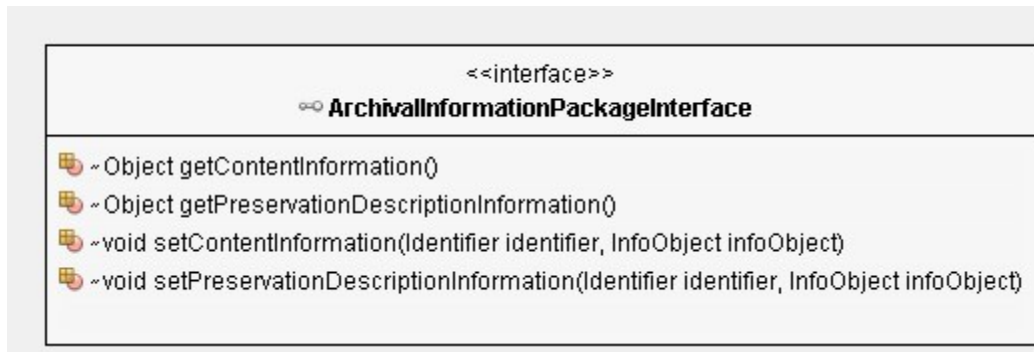 <<interface>>
ArchivalInformationPackageInterface
~Object getContentInformation()
~Object getPreservationDescriptionInformation()
~void setContentInformation(Identifier identifier, InfoObject infoObject)
~void setPreservationDescriptionInformation(Identifier identifier, InfoObject infoObject)